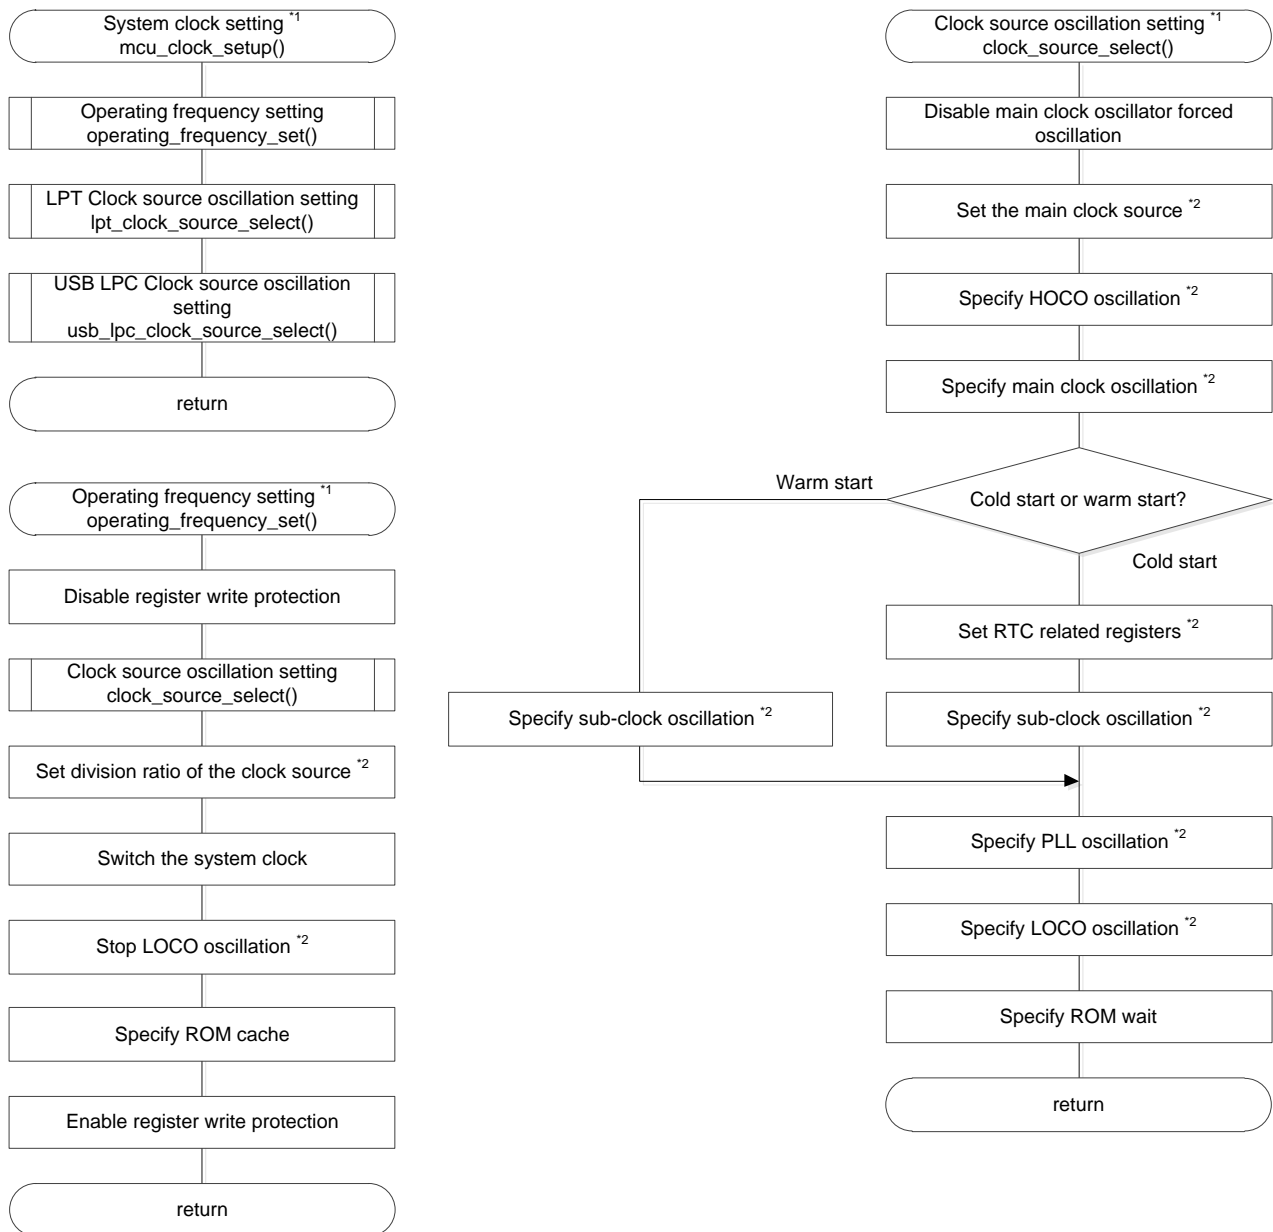 System clock setting *1
mcu_clock_setup()
Operating frequency setting
operating_frequency_set()
LPT Clock source oscillation setting
lpt_clock_source_select()
USB LPC Clock source oscillation
setting
usb_lpc_clock_source_select()
return
Operating frequency setting *1
operating_frequency_set()
Disable register write protection
Clock source oscillation setting
clock_source_select()
Set division ratio of the clock source *2
Switch the system clock
Stop LOCO oscillation *2
Specify ROM cache
Enable register write protection
return
Clock source oscillation setting *1
clock_source_select()
Disable main clock oscillator forced
oscillation
Set the main clock source *2
Specify HOCO oscillation *2
Specify main clock oscillation *2
Cold start or warm start?
Warm start
Cold start
Specify sub-clock oscillation *2
Set RTC related registers *2
Specify sub-clock oscillation *2
Specify PLL oscillation *2
Specify LOCO oscillation *2
Specify ROM wait
return